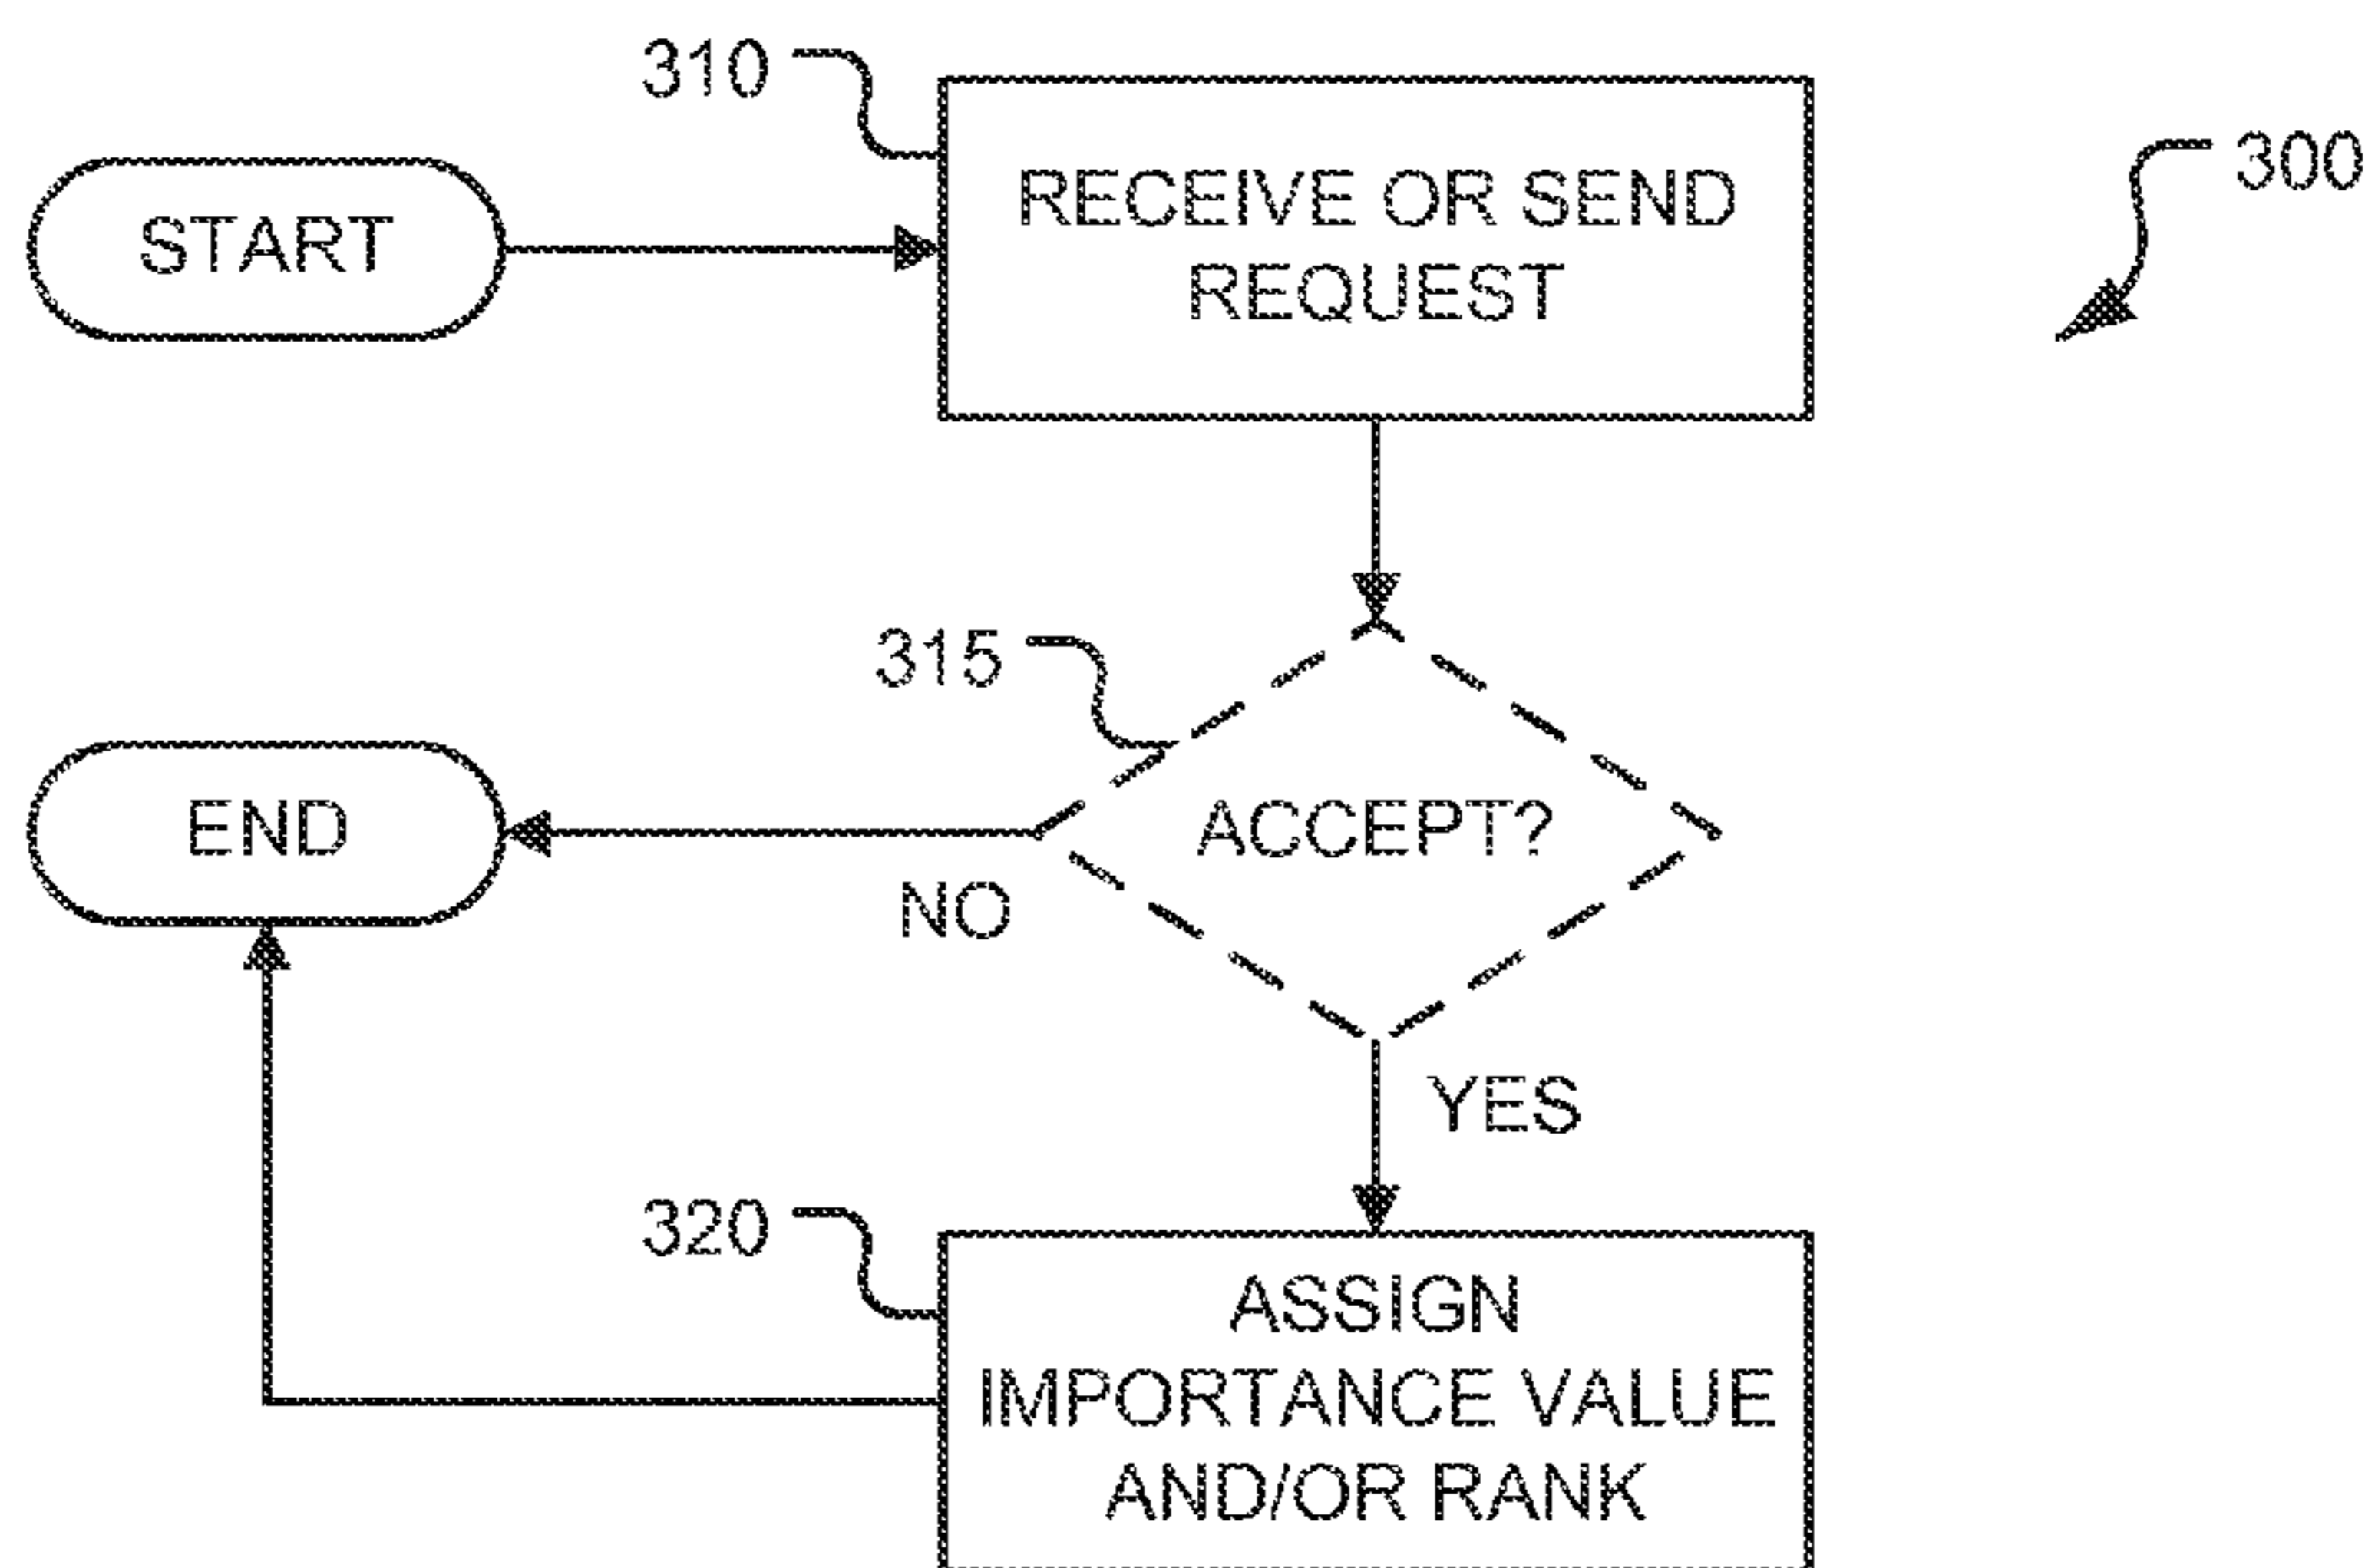 310
300
START
RECEIVE OR SEND
REQUEST
315
END
ACCEPT?
NO
YES
320
ASSIGN
IMPORTANCE VALUE
AND/OR RANK